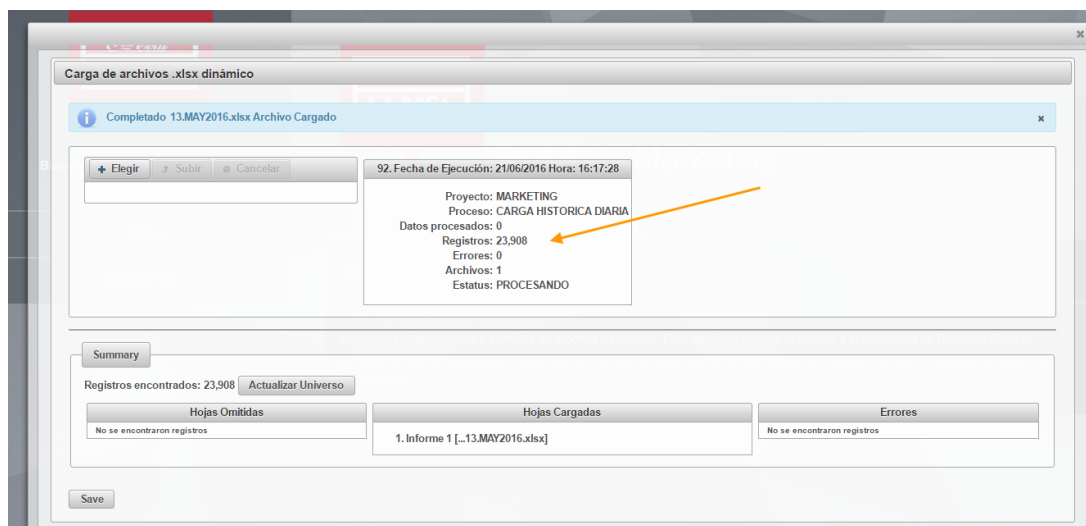 Carga de archivos .xlsx dinámico
Completado 13.MAY2016.xlsx Archivo Cargado
Elegir Subir Cancelar
92. Fecha de Ejecución: 21/06/2016 Hora: 16:17:28
Proyecto: MARKETING
Proceso: CARGA HISTORICA DIARIA
Datos procesados: 0
Registros: 23,908
Errores: 0
Archivos: 1
Estatus: PROCESANDO
Summary
Registros encontrados: 23,908 Actualizar Universo
Hojas Omitidas Hojas Cargadas Errores
No se encontraron registros
1. Informe 1 [...13.MAY2016.xlsx]
No se encontraron registros
Save